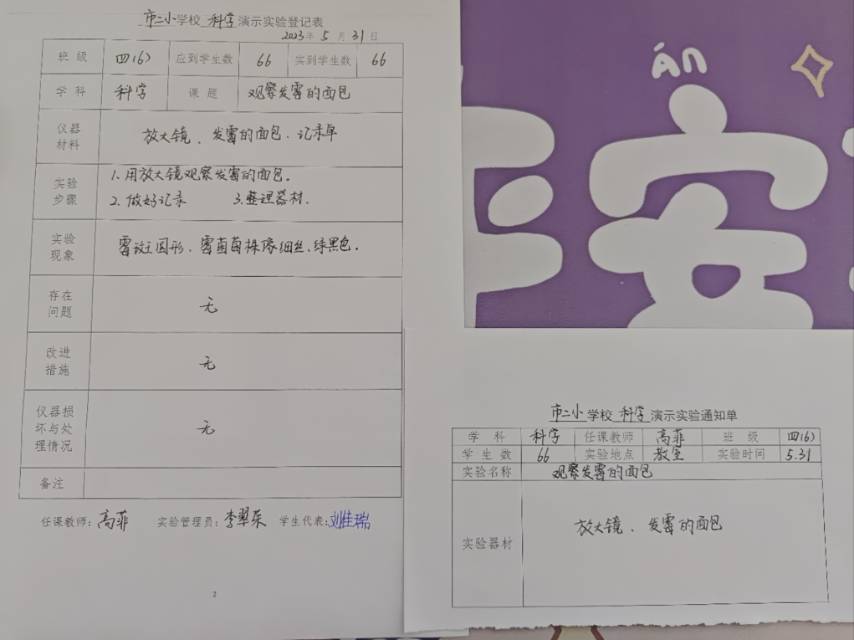 市二小学校 科学演示实验登记表
2023年 5月 31日
班级 四(6) 应到学生数 66 实到学生数 66
学科 科学 课题 观察发霉的面包
仪器材料 放大镜、发霉的面包、记录单
实验步骤 1.用放大镜观察发霉的面包。
2.做好记录 3.整理器材.
实验现象 霉斑圆形、霉菌菌株像细丝、绿黑色.
存在问题 无
改进措施 无
仪器损坏与处理情况 无
备注
任课教师:高菲 实验管理员:李翠乐 学生代表:刘佳瑞
2
án
安
市二小学校 科学演示实验通知单
学科 科学 任课教师 高菲 班级 四(6)
学生数 66 实验地点 教室 实验时间 5.31
实验名称 观察发霉的面包
实验器材 放大镜、发霉的面包